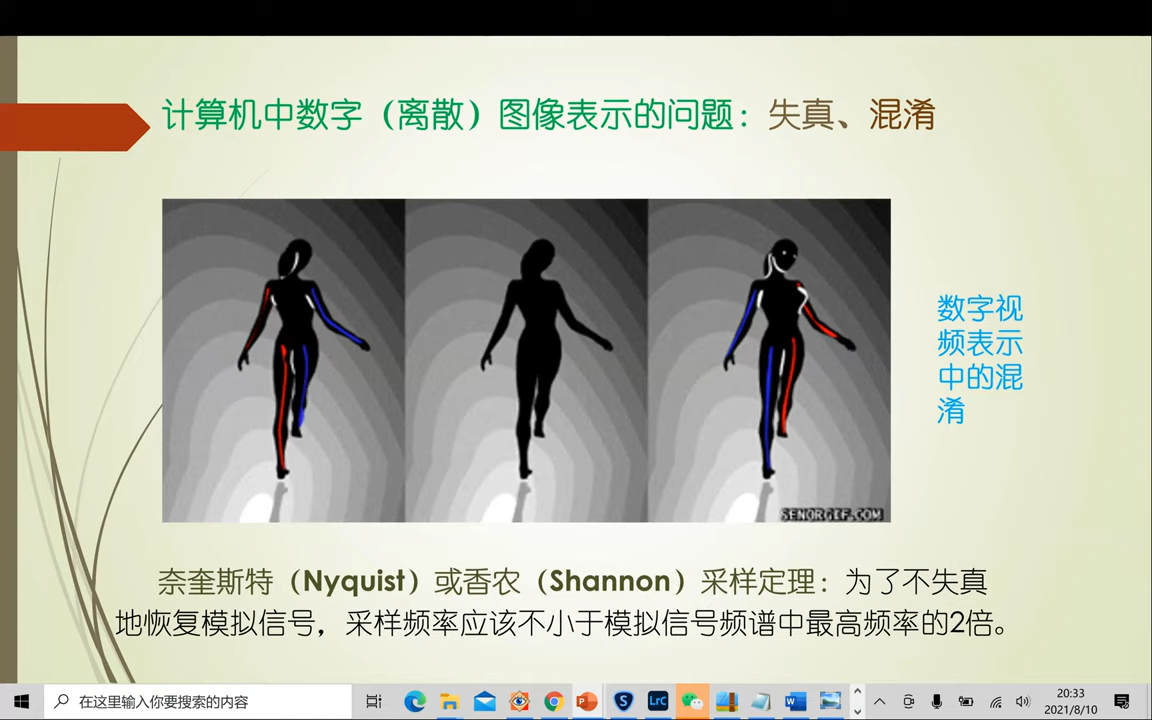 计算机中数字（离散）图像表示的问题：失真、混淆
数字视
频表示
中的混
淆
SENORGIF.COM
奈奎斯特（Nyquist）或香农（Shannon）采样定理：为了不失真
地恢复模拟信号，采样频率应该不小于模拟信号频谱中最高频率的2倍。
在这里输入你要搜索的内容
S
LrC
P
W
20:33
2021/8/10